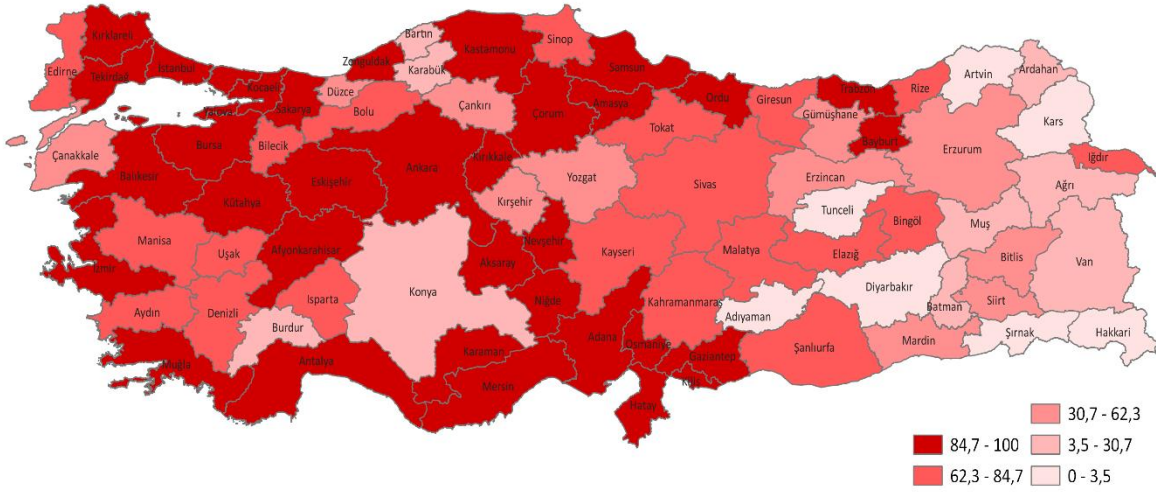 Kırklareli
Edirne
Tekirdağ
İstanbul
Kocaeli
Yalova
Sakarya
Düzce
Zonguldak
Bartın
Karabük
Kastamonu
Sinop
Samsun
Bolu
Çankırı
Çorum
Amasya
Ordu
Tokat
Giresun
Trabzon
Gümüşhane
Bayburt
Rize
Artvin
Ardahan
Kars
Iğdır
Erzurum
Ağrı
Çanakkale
Balıkesir
Bursa
Bilecik
Eskişehir
Kütahya
Ankara
Kırıkkale
Kırşehir
Yozgat
Sivas
Erzincan
Tunceli
Bingöl
Muş
Manisa
Uşak
Afyonkarahisar
İzmir
Aydın
Denizli
Isparta
Burdur
Konya
Aksaray
Nevşehir
Niğde
Kayseri
Malatya
Elazığ
Bitlis
Van
Muğla
Antalya
Karaman
Mersin
Adana
Osmaniye
Kahramanmaraş
Gaziantep
Kilis
Hatay
Adıyaman
Şanlıurfa
Diyarbakır
Batman
Siirt
Mardin
Şırnak
Hakkari
30,7 - 62,3
84,7 - 100
3,5 - 30,7
62,3 - 84,7
0 - 3,5